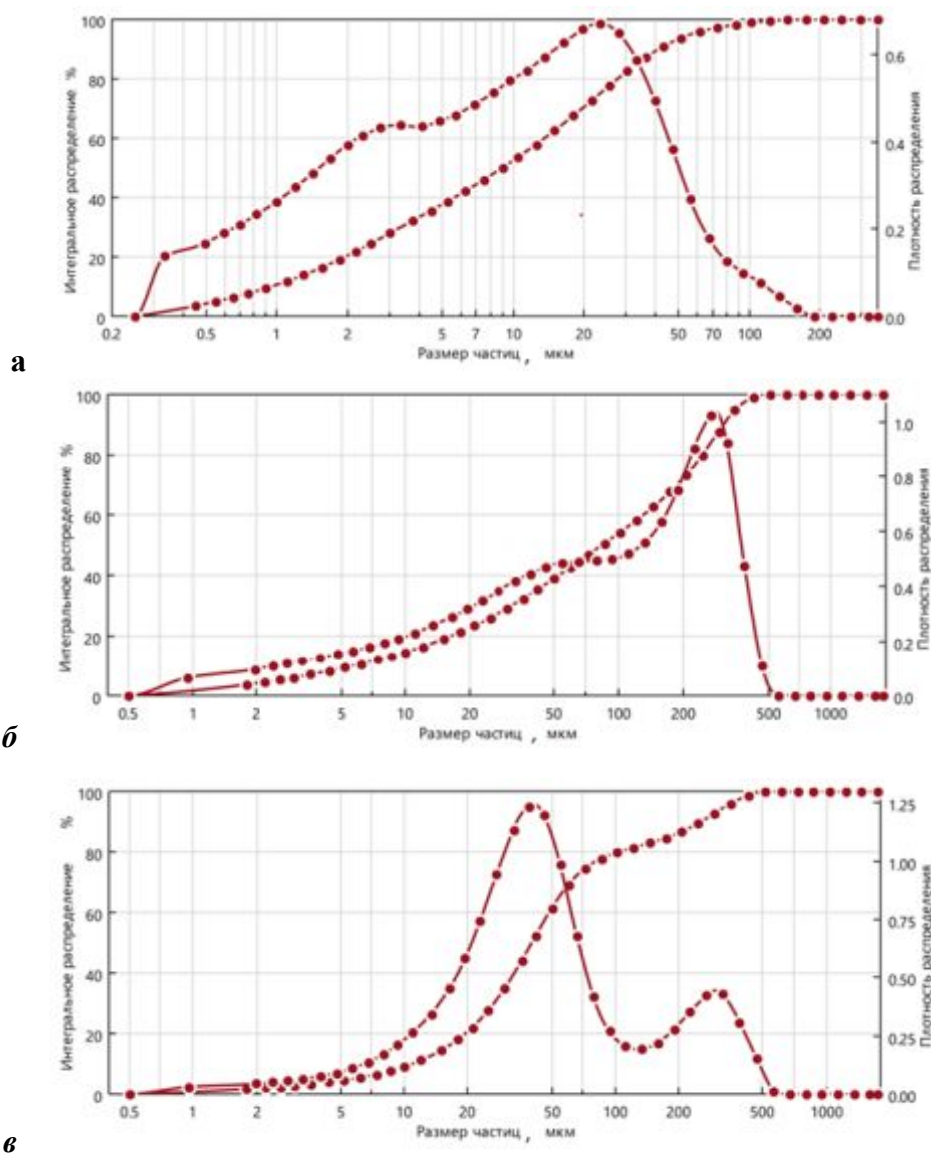 100
80
60
40
20
0
Интегральное распределение %
0.6
0.4
0.2
0.0
Плотность распределения
0.2 0.5 1 2 5 7 10 20 50 70 100 200
Размер частиц , мкм
а
100
80
60
40
20
0
Интегральное распределение %
1.0
0.8
0.6
0.4
0.2
0.0
Плотность распределения
0.5 1 2 5 10 20 50 100 200 500 1000
Размер частиц , мкм
б
100
80
60
40
20
0
Интегральное распределение %
1.25
1.00
0.75
0.50
0.25
0.00
Плотность распределения
0.5 1 2 5 10 20 50 100 200 500 1000
Размер частиц , мкм
в